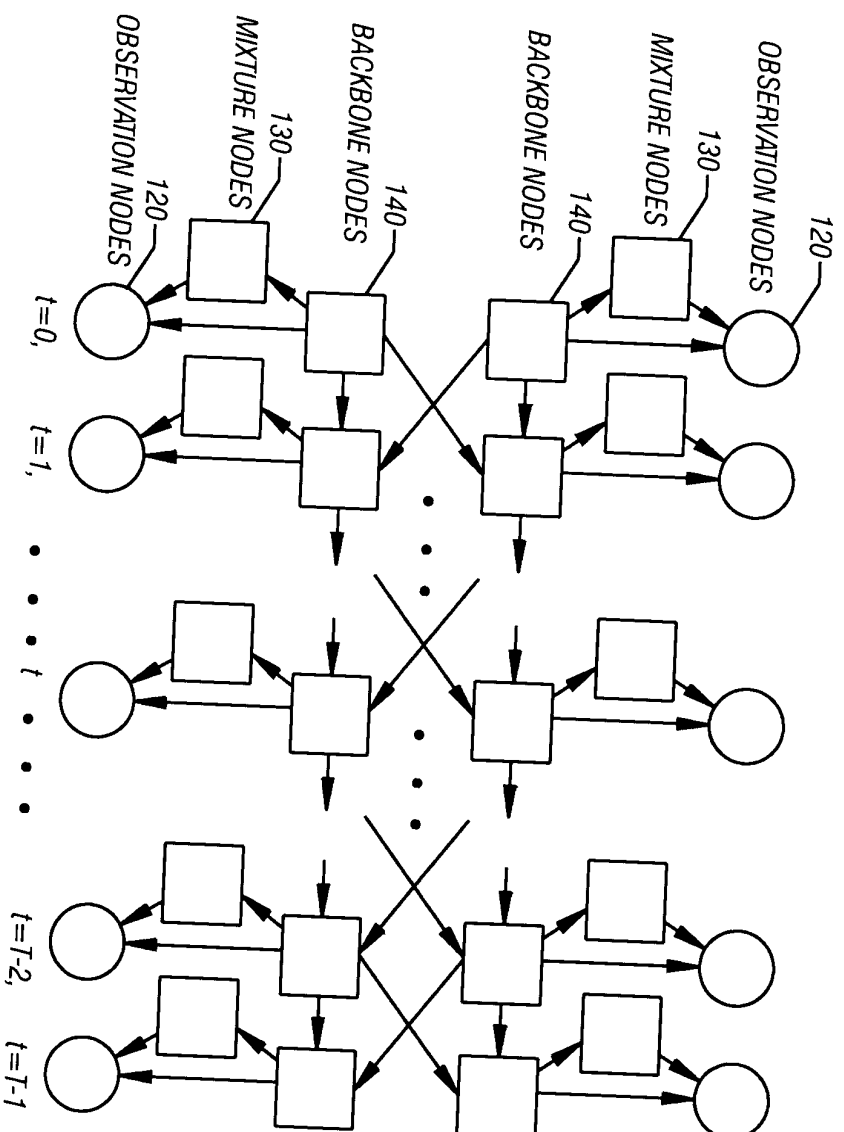 120
OBSERVATION NODES
130
MIXTURE NODES
140
BACKBONE NODES
140
BACKBONE NODES
130
MIXTURE NODES
120
OBSERVATION NODES
t=0,
t=1,
t
t=T-2,
t=T-1